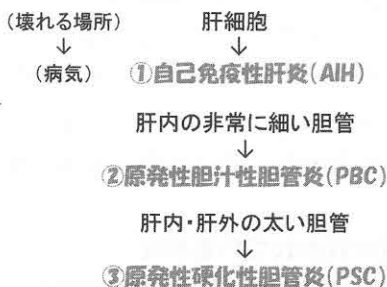 (壊れる場所) 肝細胞
↓ ↓
(病気) ①自己免疫性肝炎(AIH)
肝内の非常に細い胆管
↓
②原発性胆汁性胆管炎(PBC)
肝内・肝外の太い胆管
↓
③原発性硬化性胆管炎(PSC)